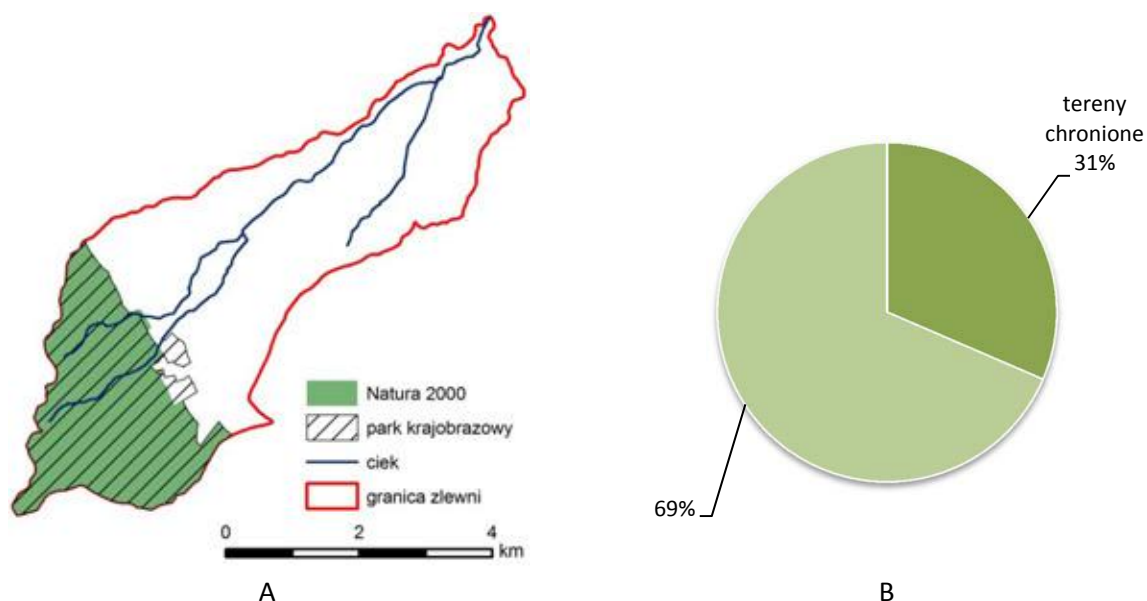 Natura 2000
park krajobrazowy
ciek
granica zlewni
0 2 4
km
A
tereny
chronione
31%
69%
B